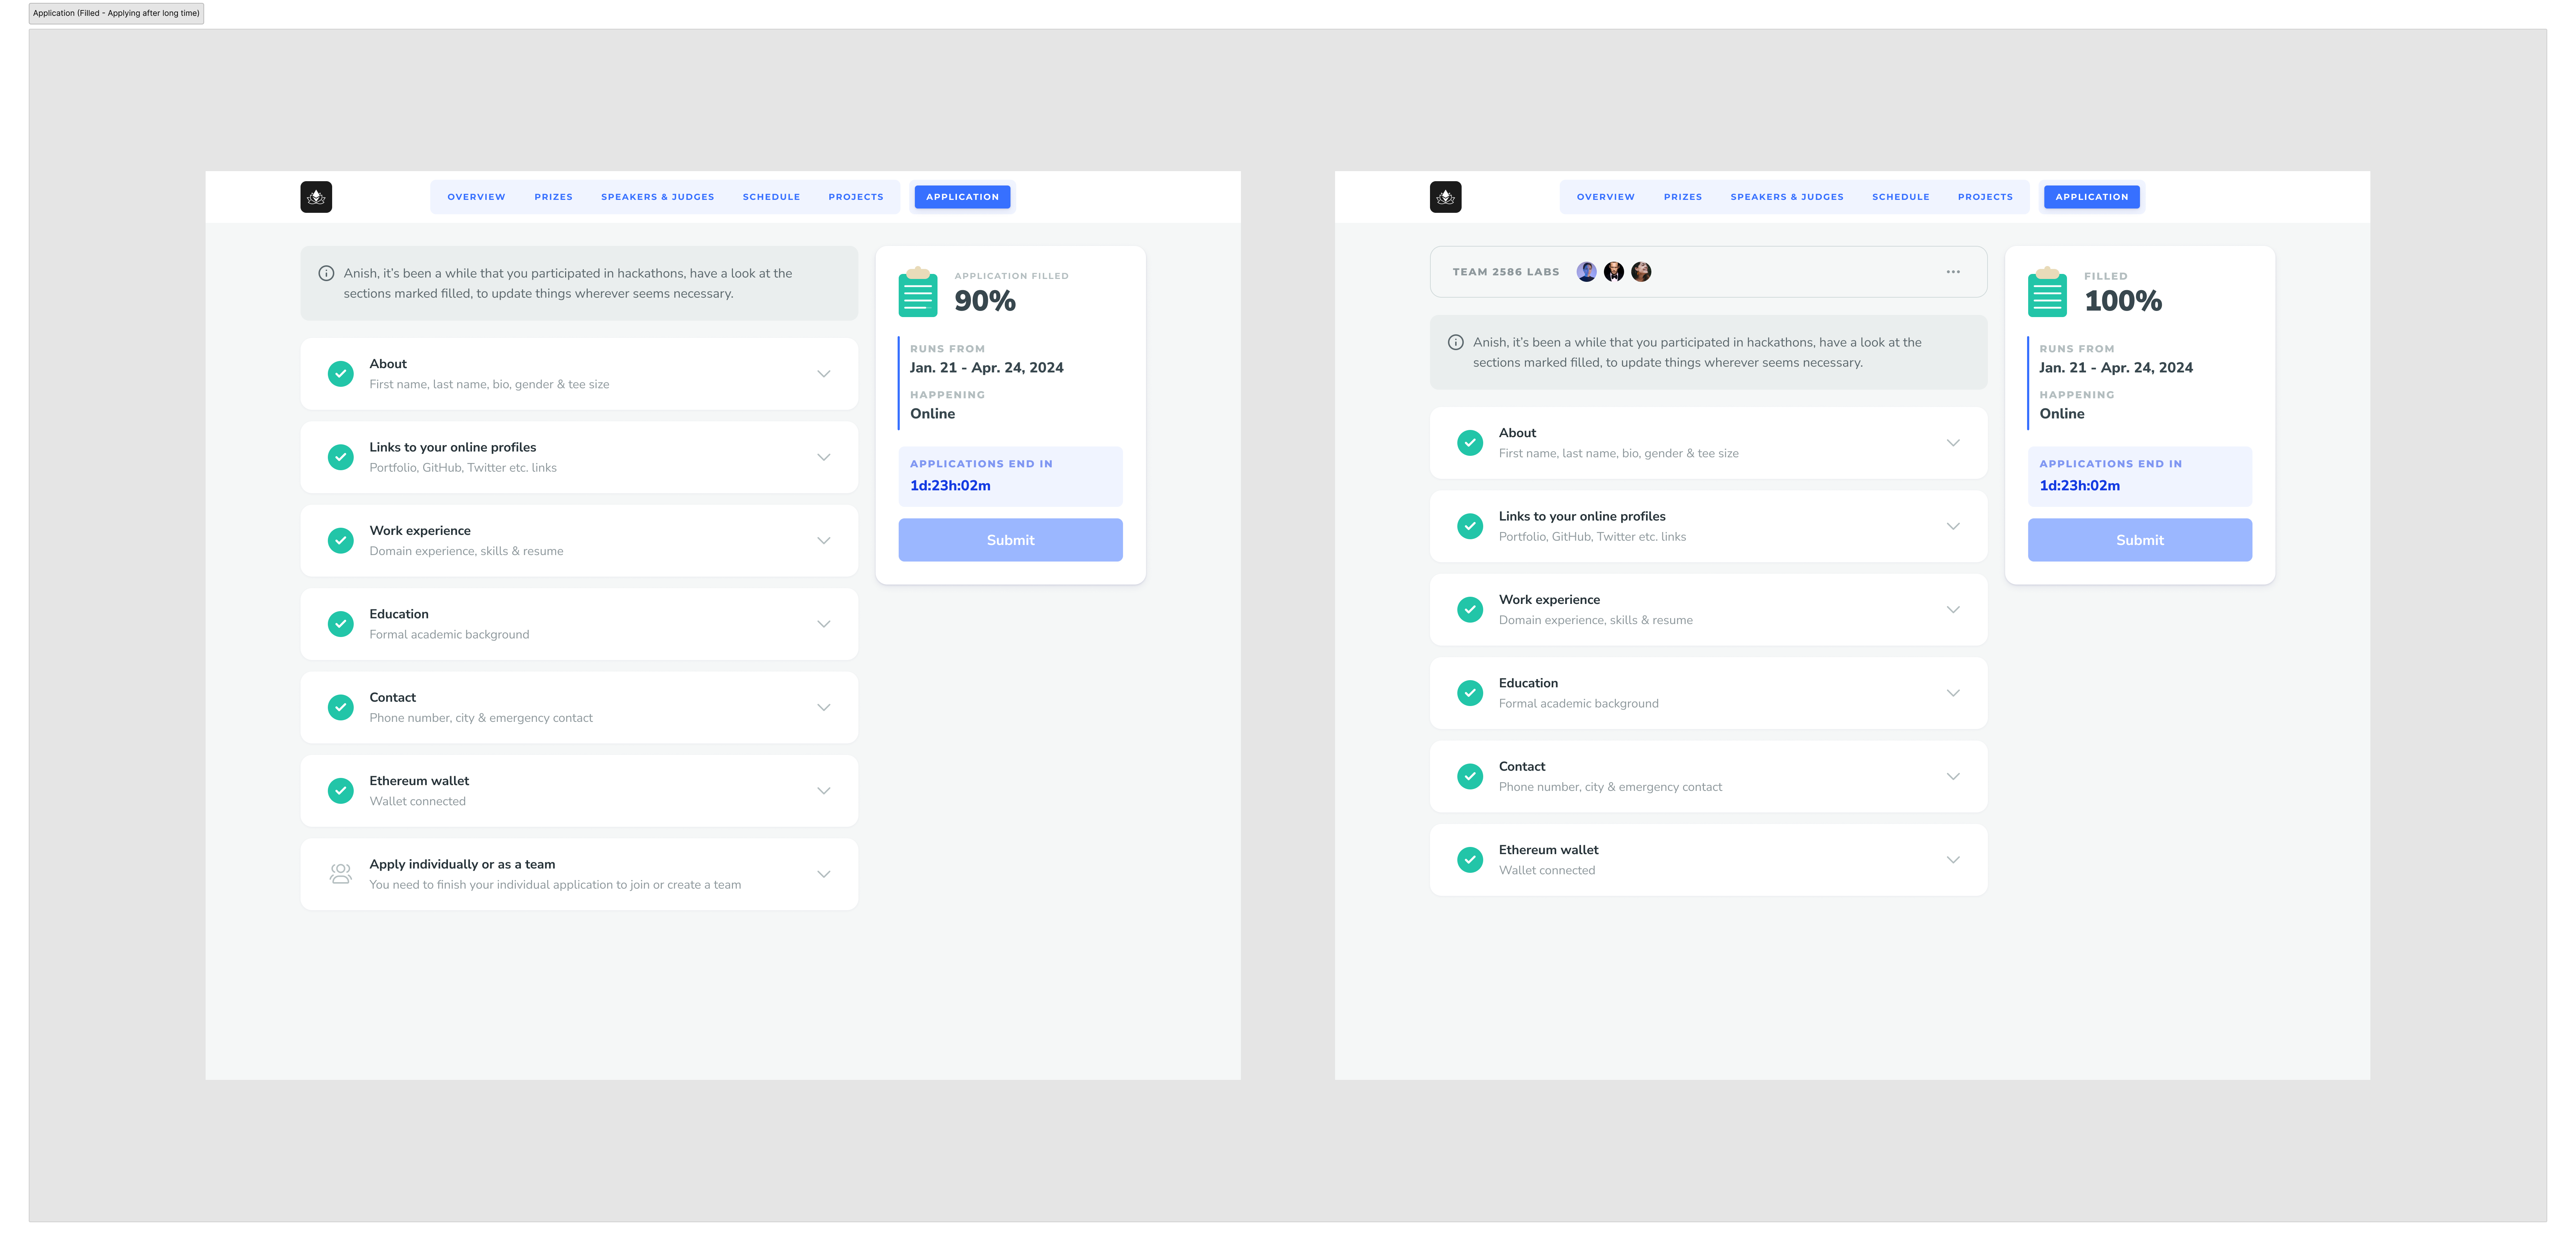 Application (Filled - Applying after long time)
OVERVIEW PRIZES SPEAKERS & JUDGES SCHEDULE PROJECTS APPLICATION
Anish, it's been a while that you participated in hackathons, have a look at the
sections marked filled, to update things wherever seems necessary.
About
First name, last name, bio, gender & tee size
Links to your online profiles
Portfolio, GitHub, Twitter etc. links
Work experience
Domain experience, skills & resume
Education
Formal academic background
Contact
Phone number, city & emergency contact
Ethereum wallet
Wallet connected
Apply individually or as a team
You need to finish your individual application to join or create a team
APPLICATION FILLED
90%
RUNS FROM
Jan. 21 - Apr. 24, 2024
HAPPENING
Online
APPLICATIONS END IN
1d:23h:02m
Submit
OVERVIEW PRIZES SPEAKERS & JUDGES SCHEDULE PROJECTS APPLICATION
TEAM 2586 LABS
Anish, it's been a while that you participated in hackathons, have a look at the
sections marked filled, to update things wherever seems necessary.
About
First name, last name, bio, gender & tee size
Links to your online profiles
Portfolio, GitHub, Twitter etc. links
Work experience
Domain experience, skills & resume
Education
Formal academic background
Contact
Phone number, city & emergency contact
Ethereum wallet
Wallet connected
FILLED
100%
RUNS FROM
Jan. 21 - Apr. 24, 2024
HAPPENING
Online
APPLICATIONS END IN
1d:23h:02m
Submit